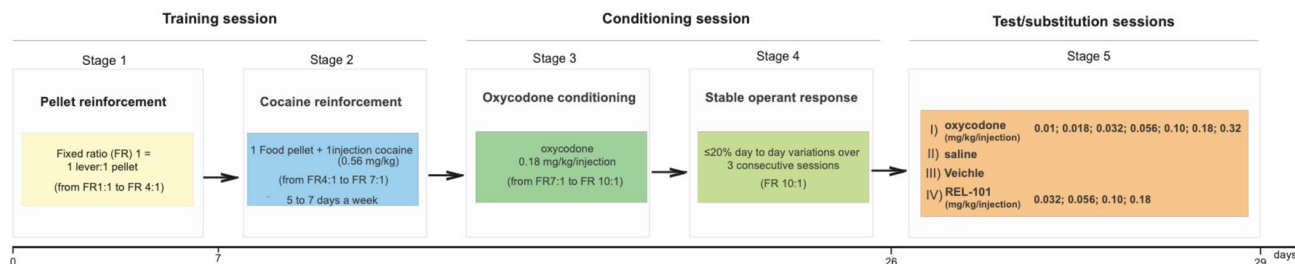 Training session
Conditioning session
Test/substitution sessions
Stage 1
Stage 2
Stage 3
Stage 4
Stage 5
Pellet reinforcement
Fixed ratio (FR) 1 =
1 lever:1 pellet
(from FR1:1 to FR 4:1)
Cocaine reinforcement
1 Food pellet + 1injection cocaine
(0.56 mg/kg)
(from FR4:1 to FR 7:1)
5 to 7 days a week
Oxycodone conditioning
oxycodone
0.18 mg/kg/injection
(from FR7:1 to FR 10:1)
Stable operant response
≤20% day to day variations over
3 consecutive sessions
(FR 10:1)
I) oxycodone 0.01; 0.018; 0.032; 0.056; 0.10; 0.18; 0.32
(mg/kg/injection)
II) saline
III) Veichle
IV) REL-101 0.032; 0.056; 0.10; 0.18
(mg/kg/injection)
0 7 26 29 days